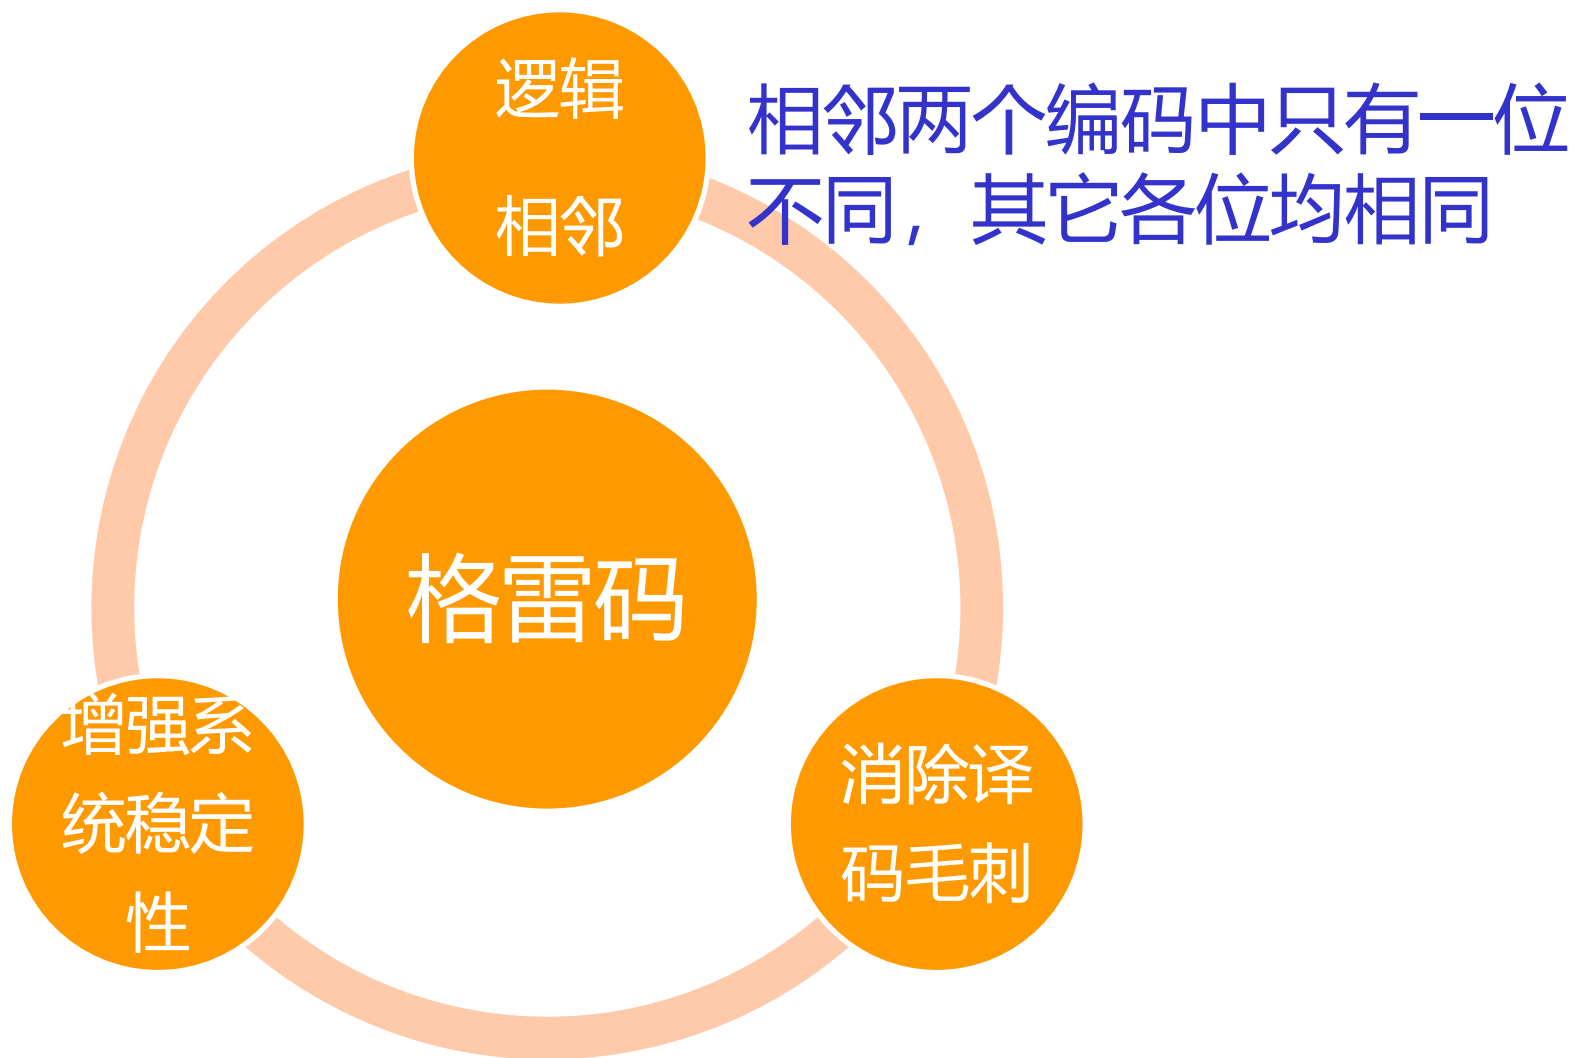 逻辑
相邻
相邻两个编码中只有一位
不同，其它各位均相同
格雷码
增强系
统稳定
性
消除译
码毛刺